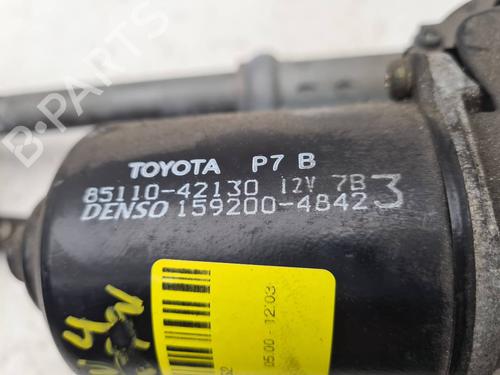 B-PARTS
TOYOTA P7 B
85110-42130 12V 7B 3
DENSO 159200-4842
05.00 - 12.03